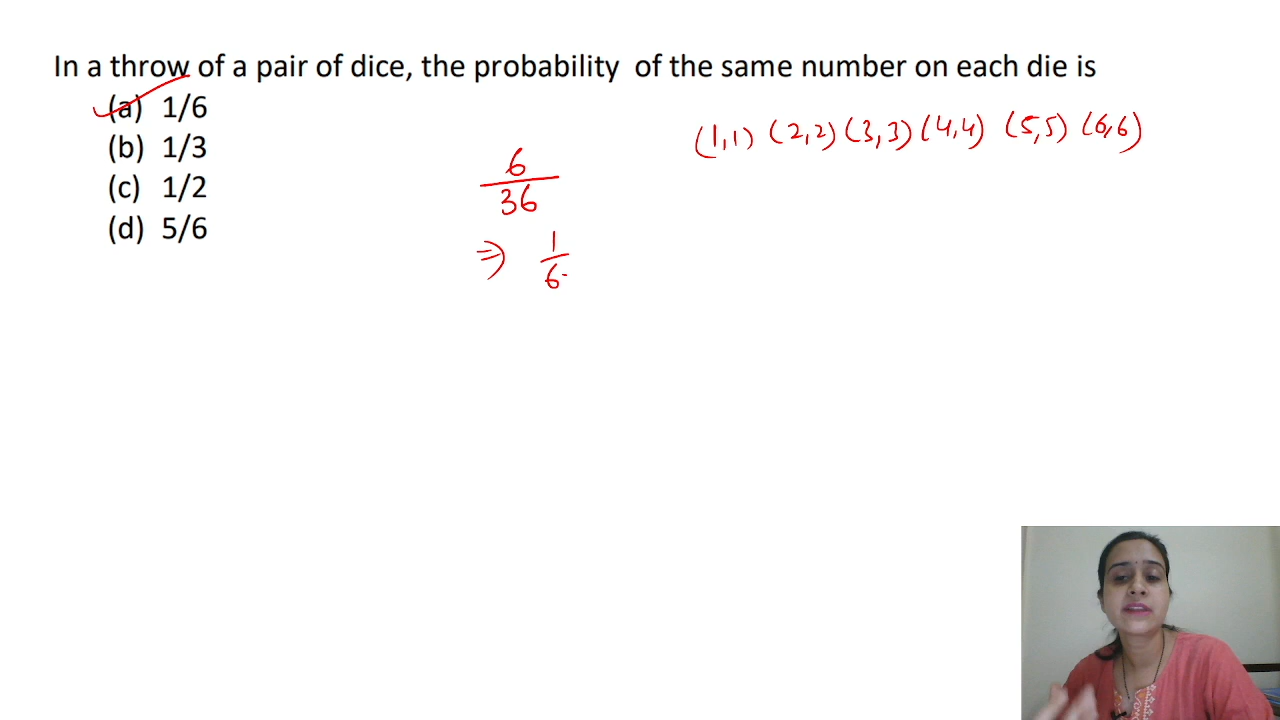 In a throw of a pair of dice, the probability of the same number on each die is
(a) 1/6
(b) 1/3
(c) 1/2
(d) 5/6
(1,1) (2,2) (3,3) (4,4) (5,5) (6,6)
6
36
⇒ 1
6